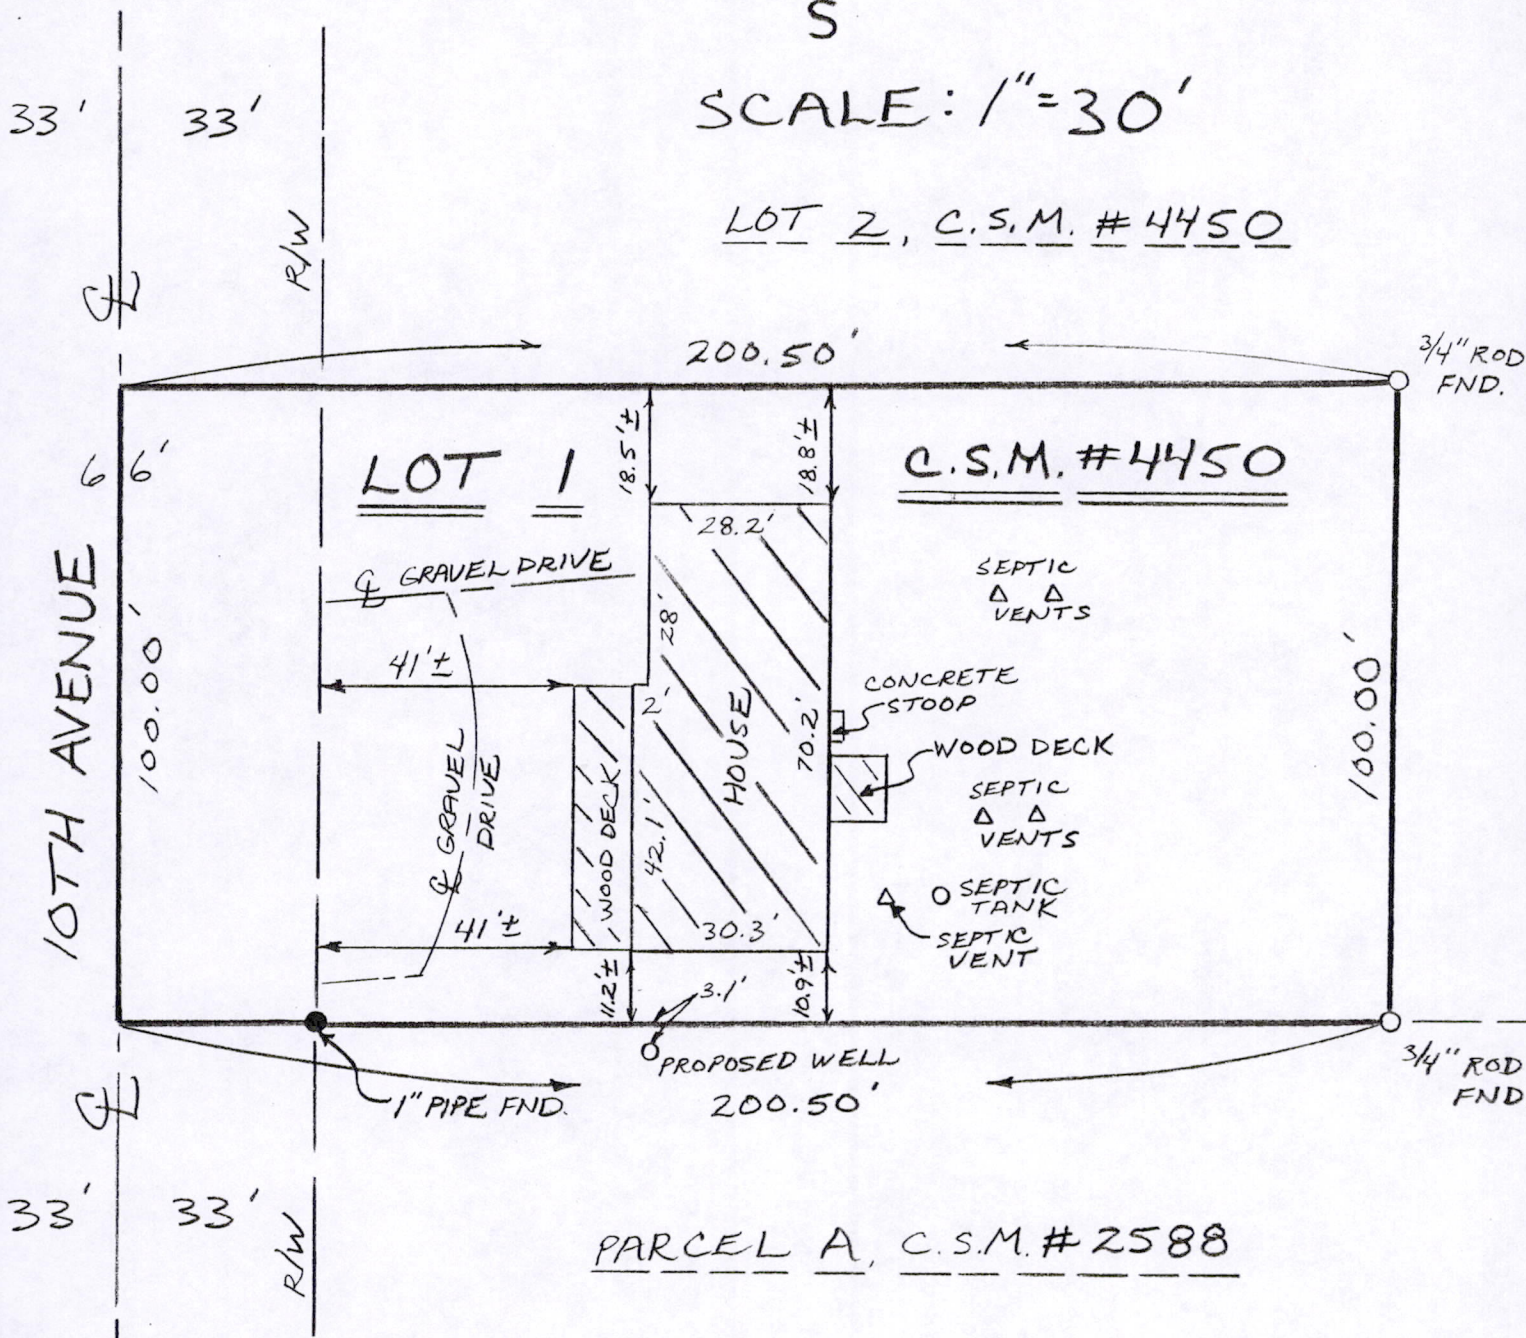 S
SCALE: 1"=30'
33' 33'
LOT 2, C.S.M. #4450
R/W
℄
200.50'
3/4" ROD
FND.
66'
LOT 1
18.5'±
18.8'±
C.S.M. #4450
28.2'
℄ GRAVEL DRIVE
SEPTIC
VENTS
28'
10TH AVENUE
100.00'
41'±
2'
HOUSE
70.2'
CONCRETE
STOOP
WOOD DECK
100.00'
℄ GRAVEL
DRIVE
WOOD DECK
42.1'
SEPTIC
VENTS
SEPTIC
TANK
41'±
30.3'
SEPTIC
VENT
11.2'±
3.1'
10.9'±
PROPOSED WELL
3/4" ROD
FND
℄
1" PIPE FND.
200.50'
33' 33'
R/W
PARCEL A, C.S.M. # 2588